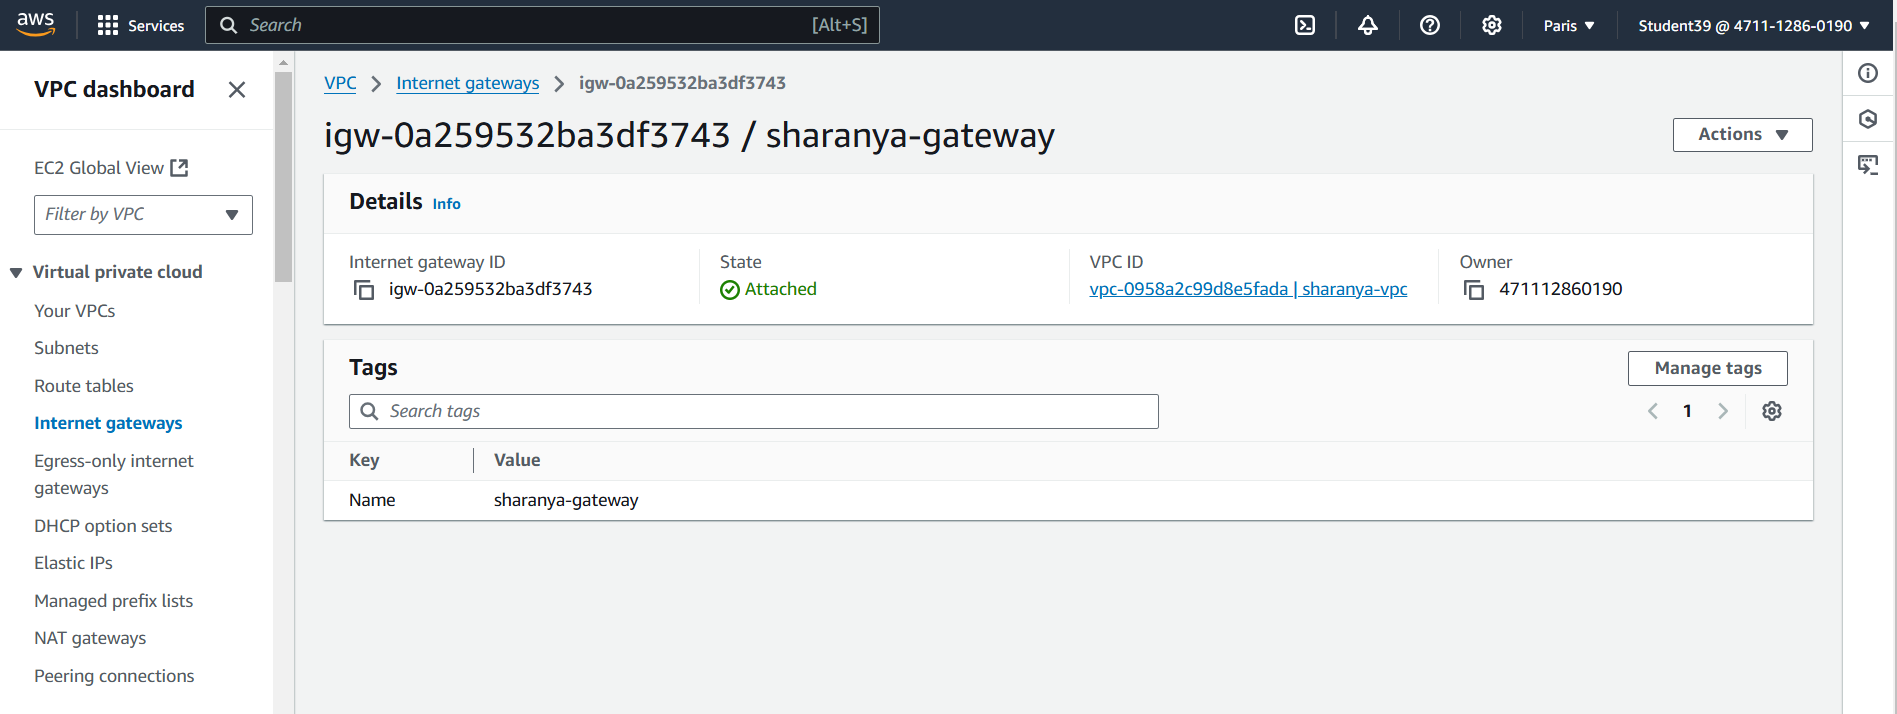 aws
Services
Search
[Alt+S]
Paris
Student39 @ 4711-1286-0190
VPC dashboard
EC2 Global View
Filter by VPC
Virtual private cloud
Your VPCs
Subnets
Route tables
Internet gateways
Egress-only internet
gateways
DHCP option sets
Elastic IPs
Managed prefix lists
NAT gateways
Peering connections
VPC
Internet gateways
igw-0a259532ba3df3743
igw-0a259532ba3df3743 / sharanya-gateway
Actions
Details Info
Internet gateway ID
igw-0a259532ba3df3743
State
Attached
VPC ID
vpc-0958a2c99d8e5fada | sharanya-vpc
Owner
471112860190
Tags
Manage tags
Search tags
1
Key Value
Name sharanya-gateway